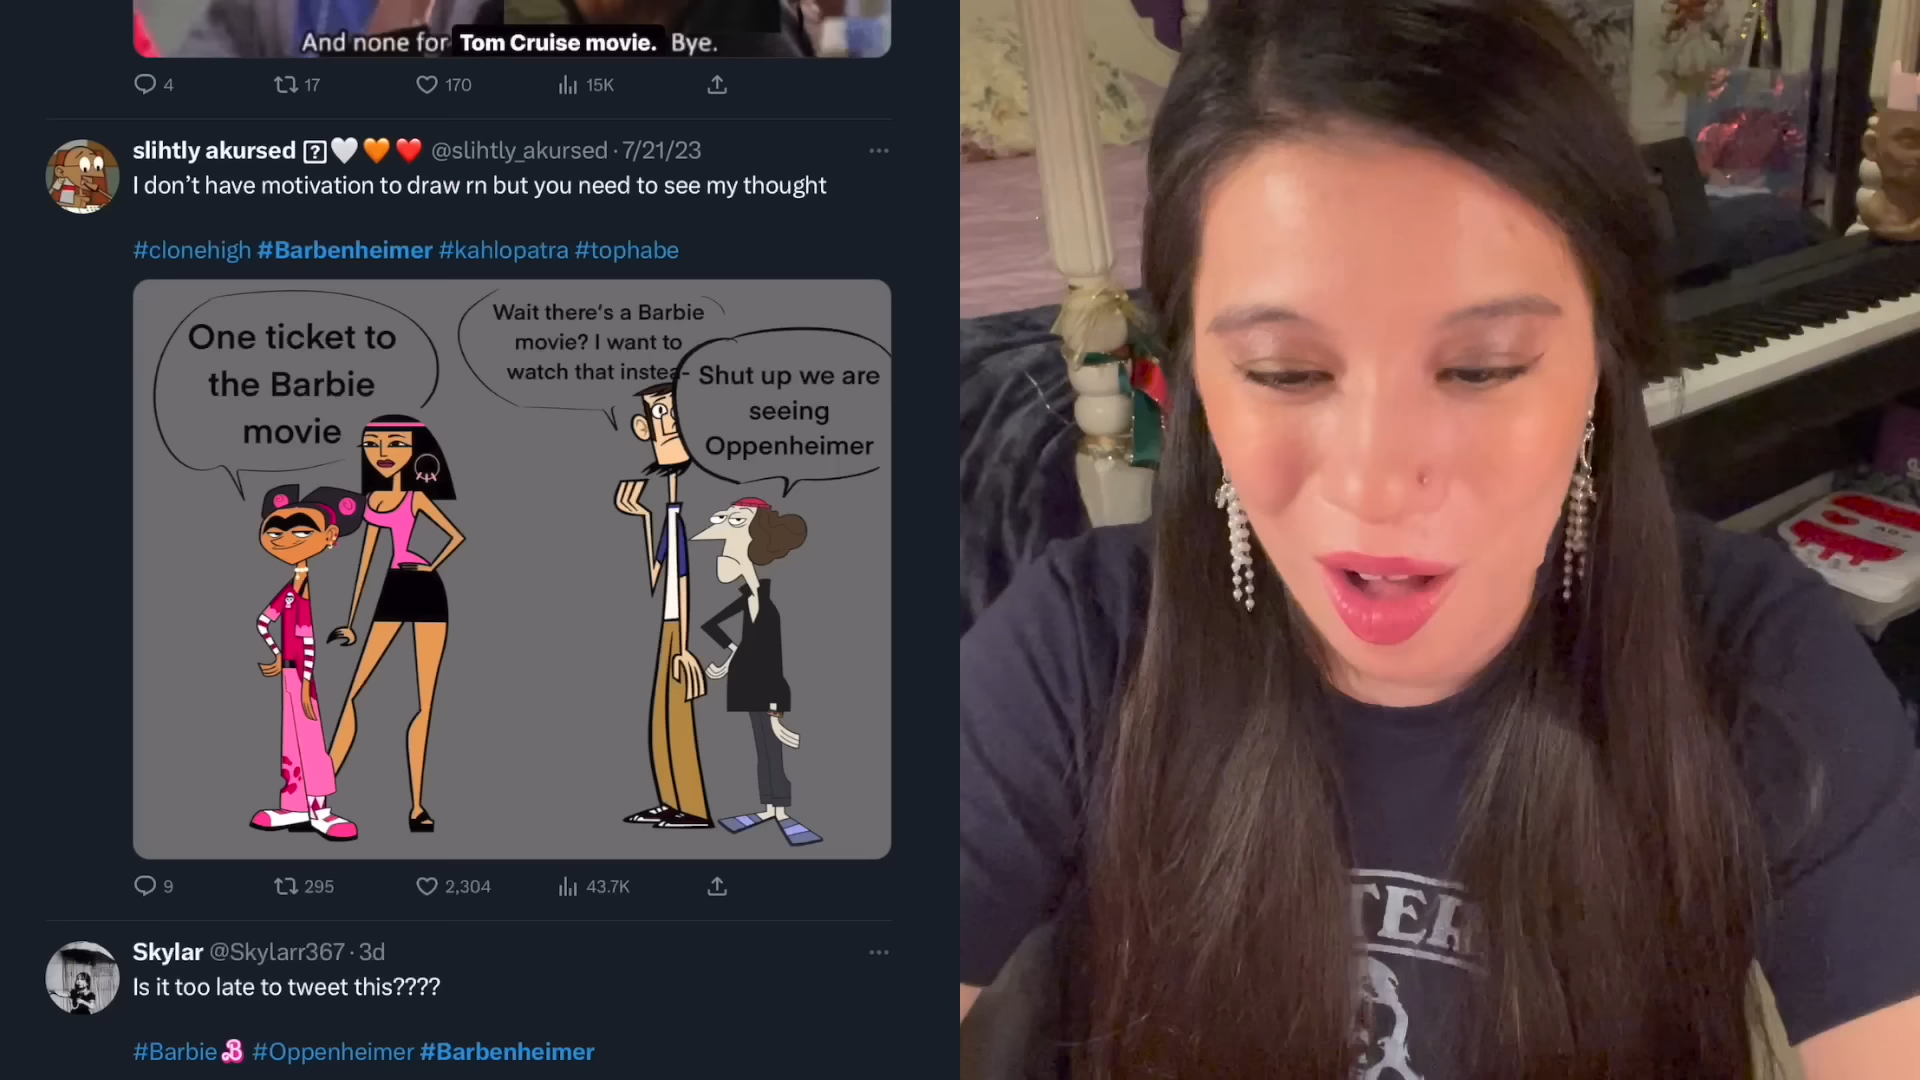 And none for Tom Cruise movie. Bye.
4 17 170 15K
slihtly akursed @slihtly_akursed · 7/21/23
I don't have motivation to draw rn but you need to see my thought
#clonehigh #Barbenheimer #kahlopatra #tophabe
One ticket to
the Barbie
movie
Wait there's a Barbie
movie? I want to
watch that instea-
Shut up we are
seeing
Oppenheimer
9 295 2,304 43.7K
Skylar @Skylarr367 · 3d
Is it too late to tweet this????
#Barbie #Oppenheimer #Barbenheimer